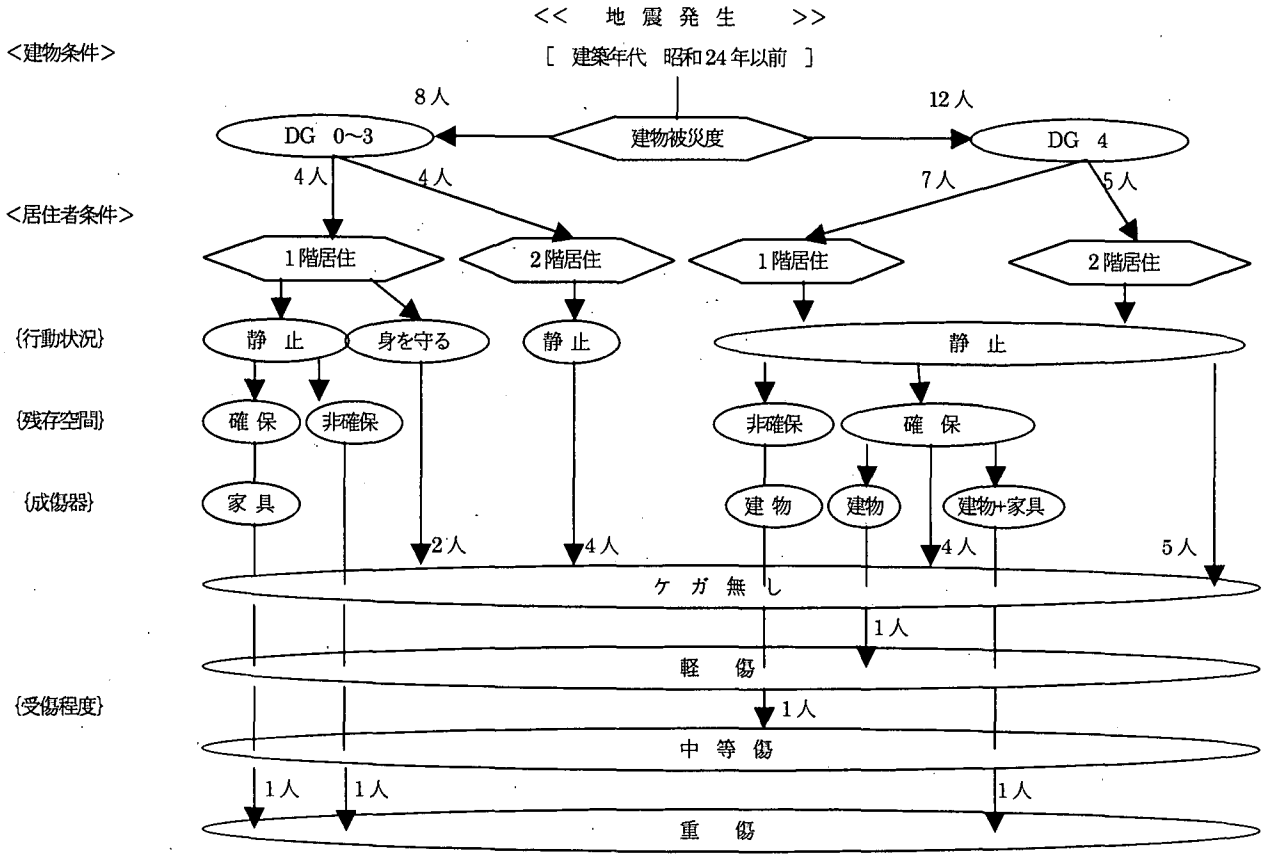 << 地 震 発 生 >>
<建物条件>
[ 建築年代 昭和24年以前 ]
8人
12人
DG 0〜3
建物被災度
DG 4
4人
4人
7人
5人
<居住者条件>
1階居住
2階居住
1階居住
2階居住
{行動状況}
静 止
身を守る
静 止
静 止
{残存空間}
確 保
非確保
非確保
確 保
{成傷器}
家 具
建 物
建物
建物+家具
2人
4人
4人
5人
ケ ガ 無 し
1人
軽 傷
{受傷程度}
1人
中 等 傷
1人
1人
1人
重 傷